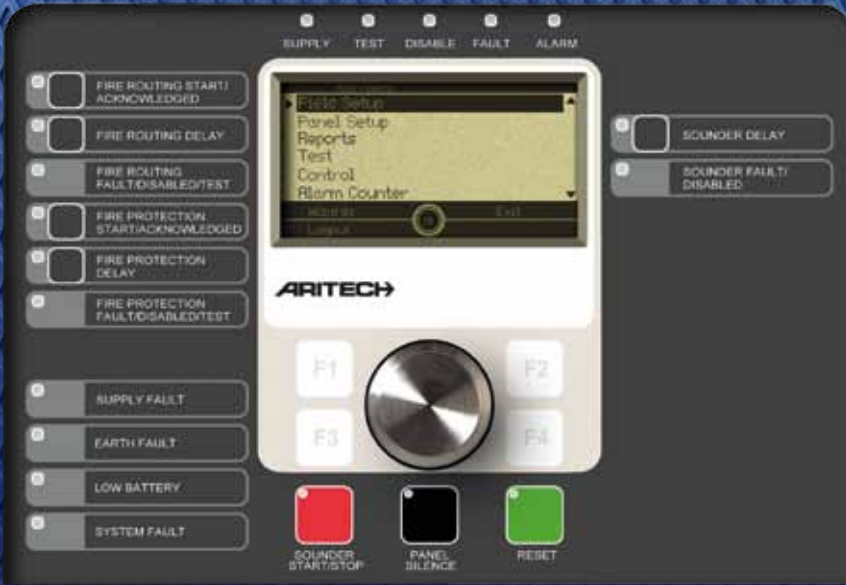 SUPPLY TEST DISABLE FAULT ALARM
FIRE ROUTING START/
ACKNOWLEDGED
FIRE ROUTING DELAY
FIRE ROUTING
FAULT/DISABLED/TEST
FIRE PROTECTION
START/ACKNOWLEDGED
FIRE PROTECTION
DELAY
FIRE PROTECTION
FAULT/DISABLED/TEST
SUPPLY FAULT
EARTH FAULT
LOW BATTERY
SYSTEM FAULT
Field Setup
Panel Setup
Reports
Test
Control
Alarm Counter
Exit
Logout
ARITECH
F1 F2
F3 F4
SOUNDER
START/STOP
PANEL
SILENCE
RESET
SOUNDER DELAY
SOUNDER FAULT/
DISABLED